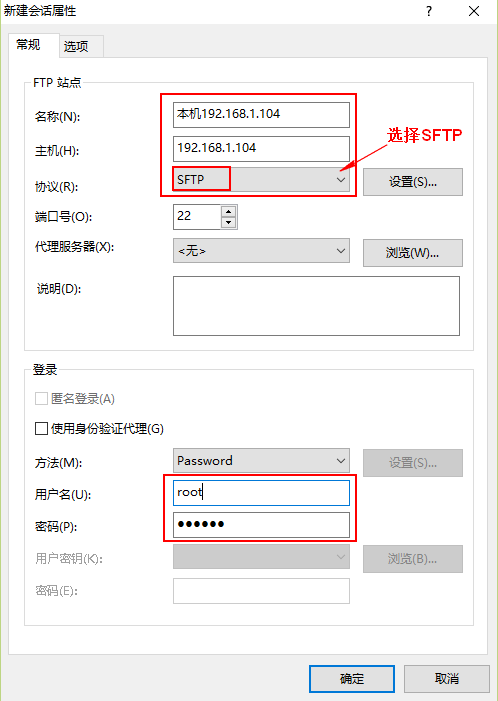 新建会话属性
常规 选项
FTP 站点
名称(N): 本机192.168.1.104
主机(H): 192.168.1.104
选择SFTP
协议(R): SFTP 设置(S)...
端口号(O): 22
代理服务器(X): <无> 浏览(W)...
说明(D):
登录
匿名登录(A)
使用身份验证代理(G)
方法(M): Password 设置(S)...
用户名(U): root
密码(P): ●●●●●●
用户密钥(K): 浏览(B)...
密码(E):
确定 取消